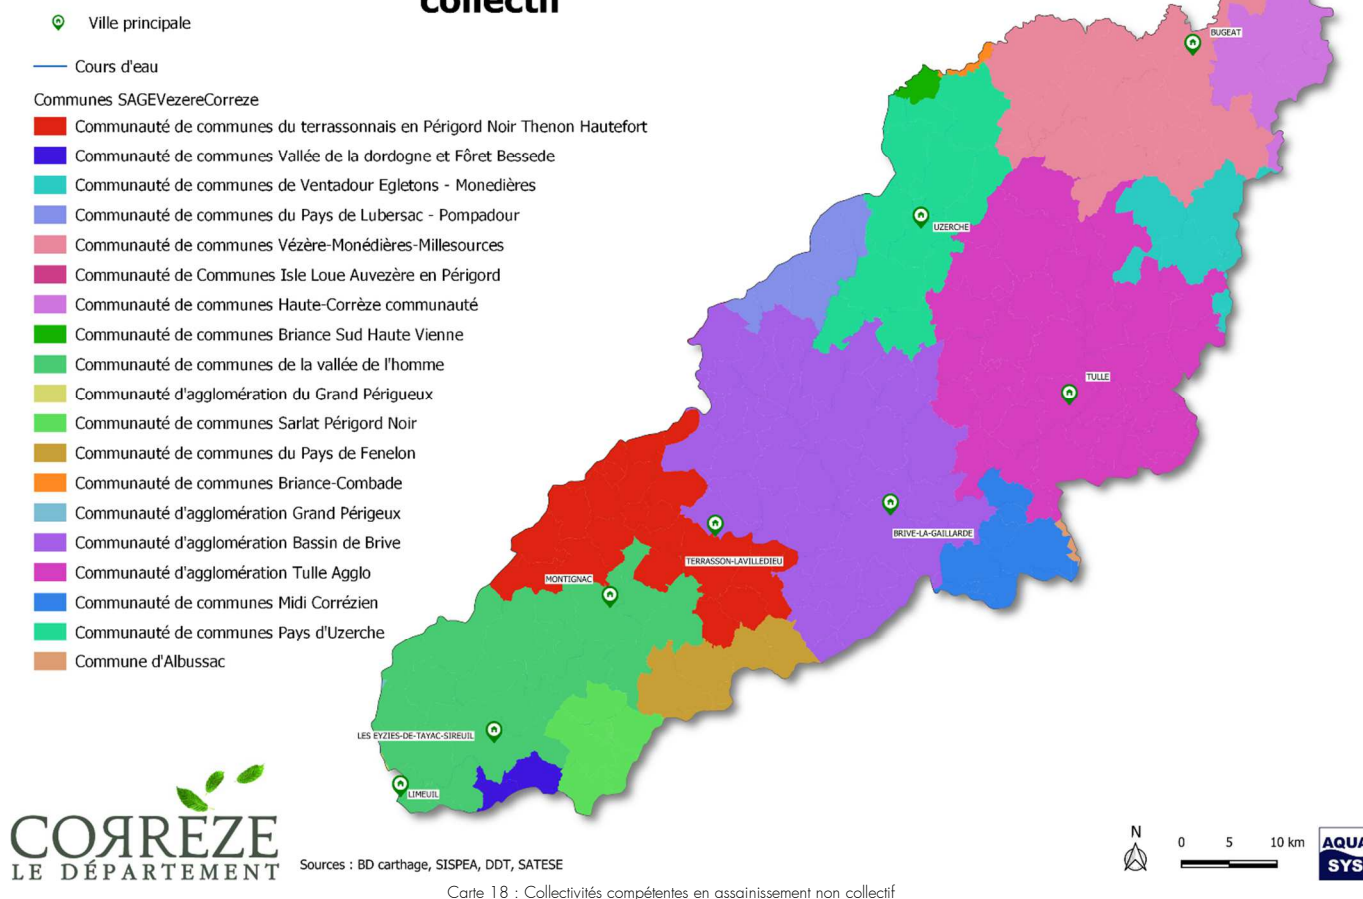 collectif
Ville principale
Cours d'eau
Communes SAGEVezereCorreze
Communauté de communes du terrassonnais en Périgord Noir Thenon Hautefort
Communauté de communes Vallée de la dordogne et Fôret Bessede
Communauté de communes de Ventadour Egletons - Monedières
Communauté de communes du Pays de Lubersac - Pompadour
Communauté de communes Vézère-Monédières-Millesources
Communauté de Communes Isle Loue Auvezère en Périgord
Communauté de communes Haute-Corrèze communauté
Communauté de communes Briance Sud Haute Vienne
Communauté de communes de la vallée de l'homme
Communauté d'agglomération du Grand Périgueux
Communauté de communes Sarlat Périgord Noir
Communauté de communes du Pays de Fenelon
Communauté de communes Briance-Combade
Communauté d'agglomération Grand Périgeux
Communauté d'agglomération Bassin de Brive
Communauté d'agglomération Tulle Agglo
Communauté de communes Midi Corrézien
Communauté de communes Pays d'Uzerche
Commune d'Albussac
BUGEAT
UZERCHE
TULLE
BRIVE-LA-GAILLARDE
TERRASSON-LAVILLEDIEU
MONTIGNAC
LES EYZIES-DE-TAYAC-SIREUIL
LIMEUIL
CORREZE
LE DÉPARTEMENT
Sources : BD carthage, SISPEA, DDT, SATESE
N
0 5 10 km
AQUA
SYS
Carte 18 : Collectivités compétentes en assainissement non collectif